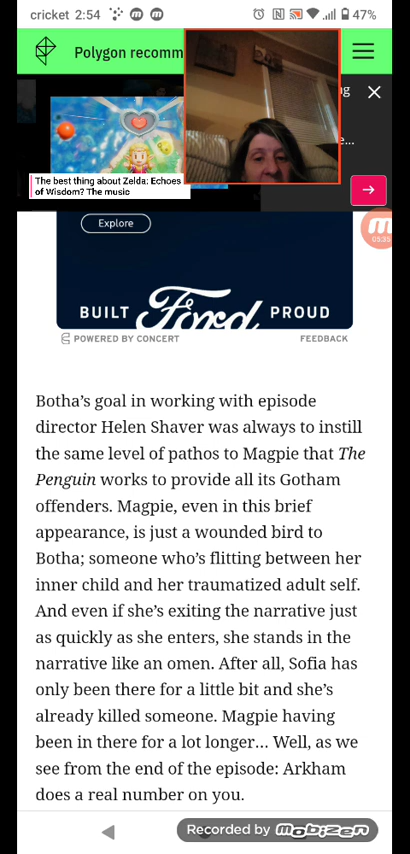 cricket 2:54
47%
Polygon recomm
g
e...
The best thing about Zelda: Echoes
of Wisdom? The music
Explore
03:35
BUILT Ford PROUD
POWERED BY CONCERT
FEEDBACK
Botha’s goal in working with episode
director Helen Shaver was always to instill
the same level of pathos to Magpie that The
Penguin works to provide all its Gotham
offenders. Magpie, even in this brief
appearance, is just a wounded bird to
Botha; someone who’s flitting between her
inner child and her traumatized adult self.
And even if she’s exiting the narrative just
as quickly as she enters, she stands in the
narrative like an omen. After all, Sofia has
only been there for a little bit and she’s
already killed someone. Magpie having
been in there for a lot longer… Well, as we
see from the end of the episode: Arkham
does a real number on you.
Recorded by MOBIZEN